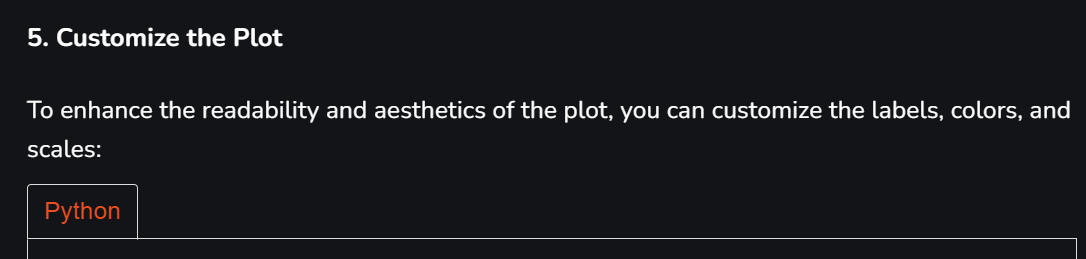 5. Customize the Plot
To enhance the readability and aesthetics of the plot, you can customize the labels, colors, and
scales:
Python